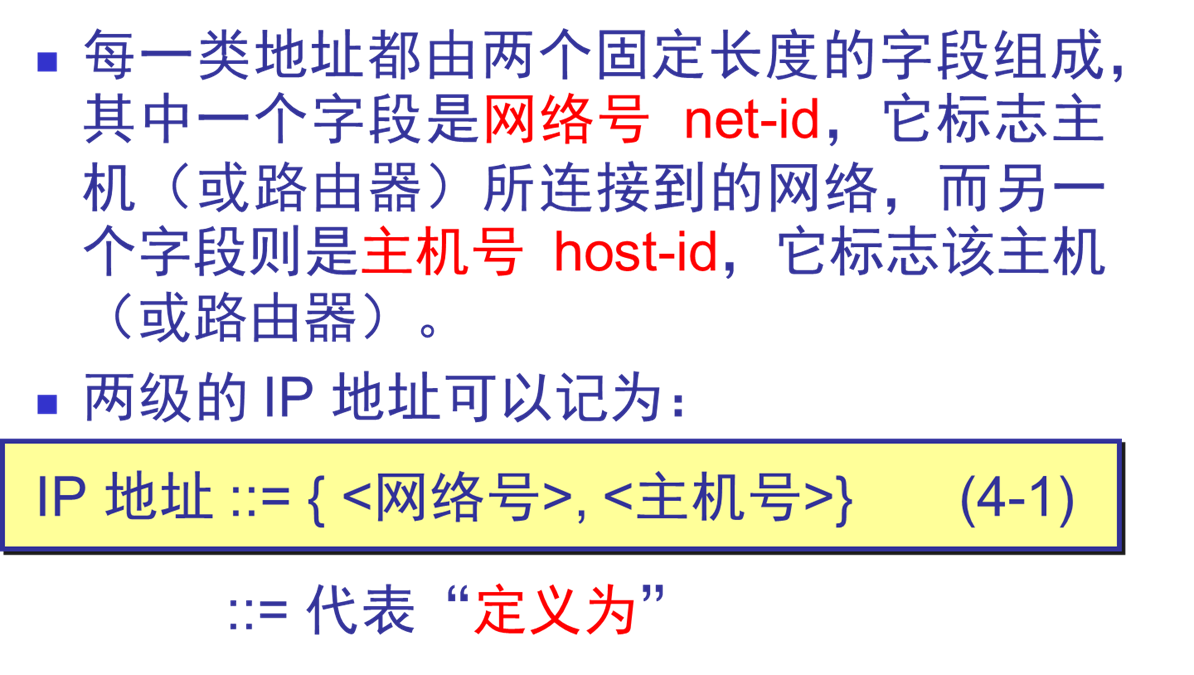 每一类地址都由两个固定长度的字段组成，
其中一个字段是网络号 net-id，它标志主
机（或路由器）所连接到的网络，而另一
个字段则是主机号 host-id，它标志该主机
（或路由器）。
两级的 IP 地址可以记为：
IP 地址 ::= { <网络号>, <主机号>} (4-1)
::= 代表“定义为”